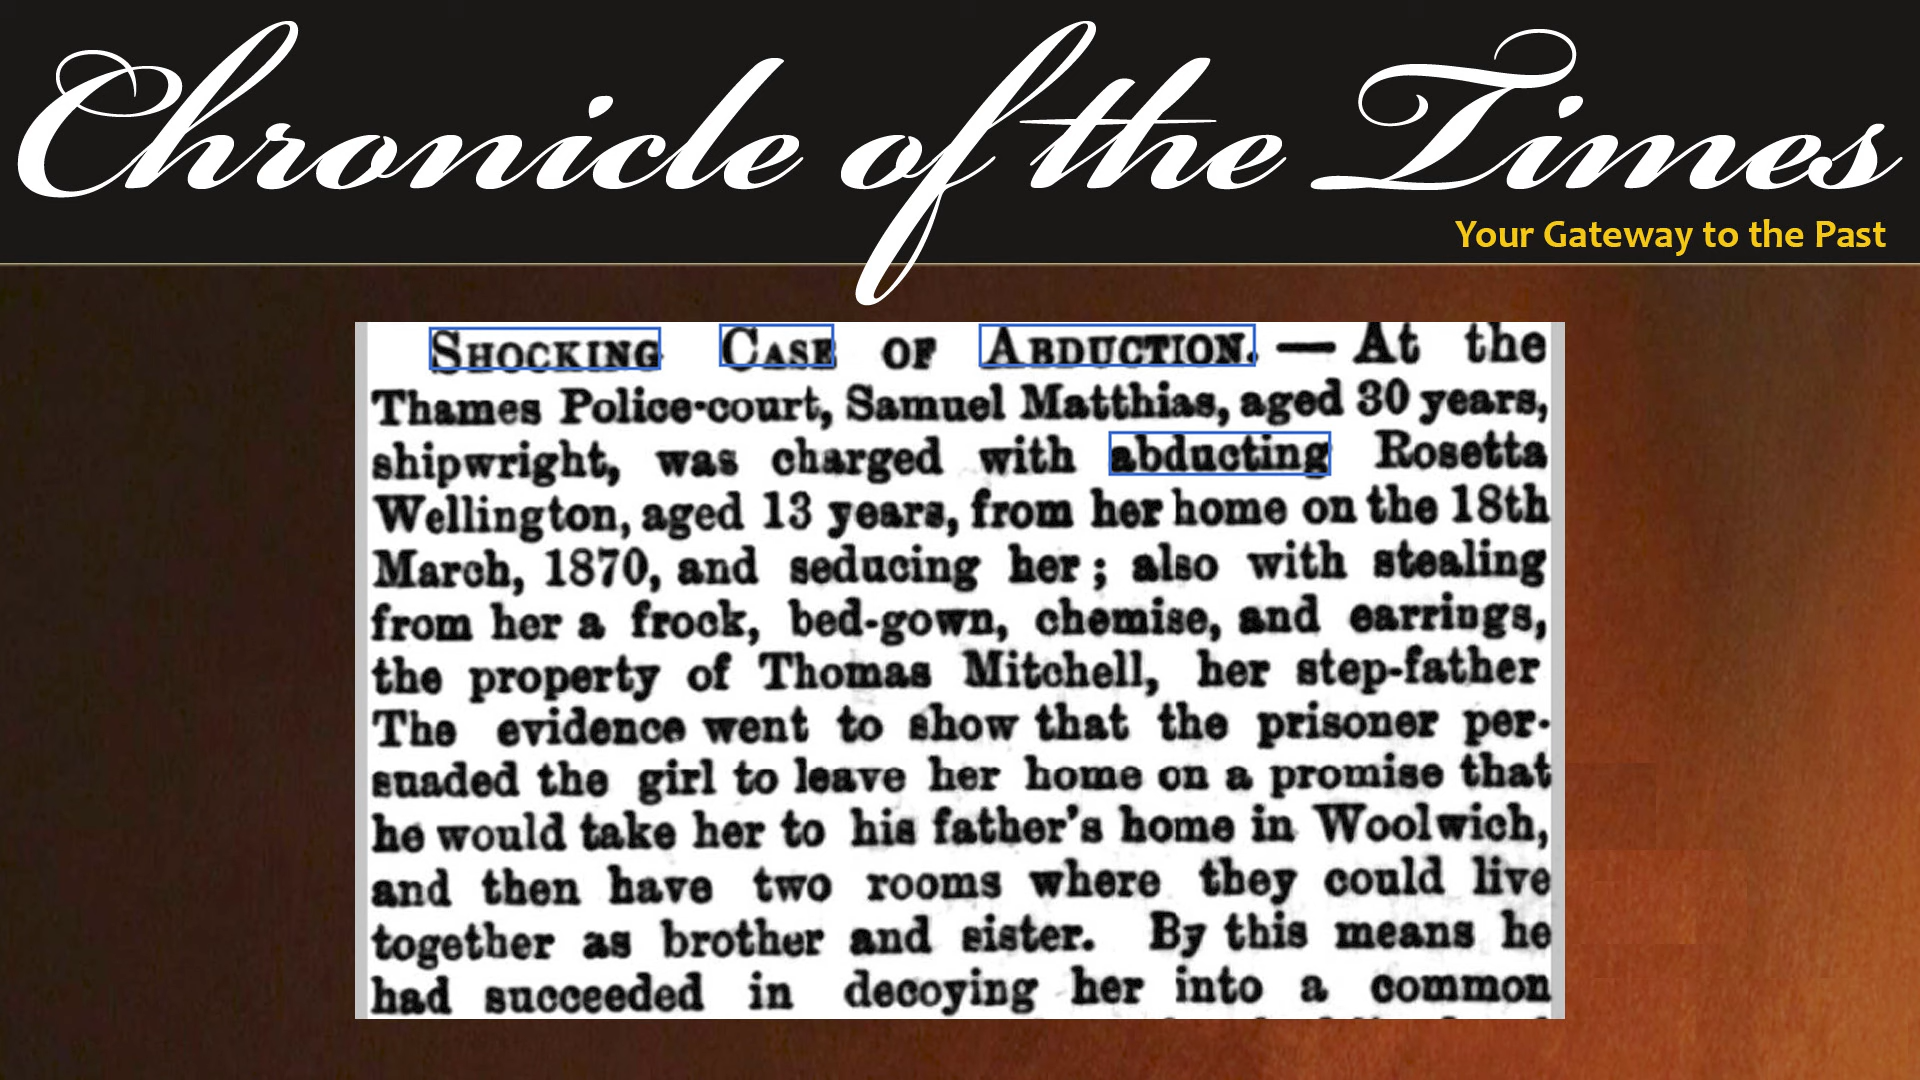 Chronicle of the Times
Your Gateway to the Past
SHOCKING CASE OF ABDUCTION. — At the
Thames Police-court, Samuel Matthias, aged 30 years,
shipwright, was charged with abducting Rosetta
Wellington, aged 13 years, from her home on the 18th
March, 1870, and seducing her; also with stealing
from her a frock, bed-gown, chemise, and earrings,
the property of Thomas Mitchell, her step-father
The evidence went to show that the prisoner per-
suaded the girl to leave her home on a promise that
he would take her to his father's home in Woolwich,
and then have two rooms where they could live
together as brother and sister. By this means he
had succeeded in decoying her into a common